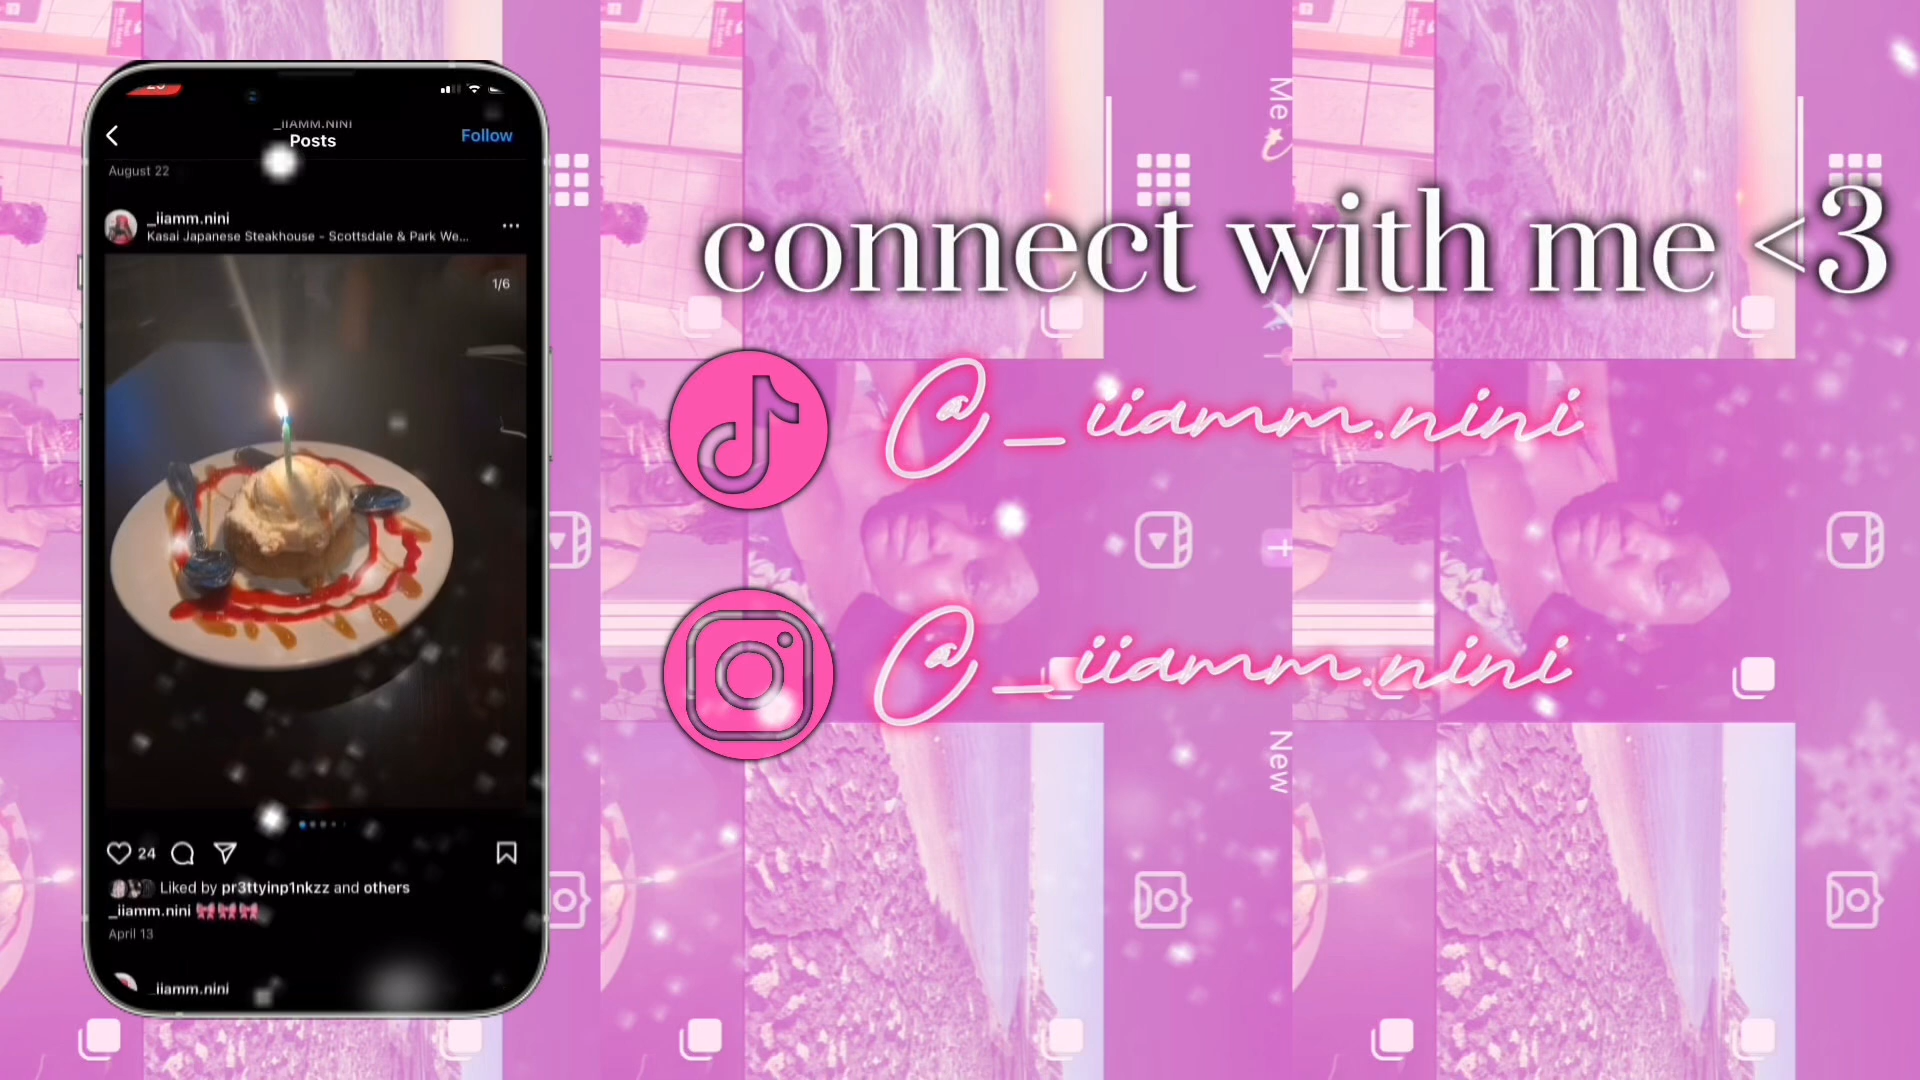 _IIAMM.NINI
Posts
Follow
August 22
_iiamm.nini
Kasai Japanese Steakhouse - Scottsdale & Park We...
1/6
24
Liked by pr3ttyinp1nkzz and others
_iiamm.nini 🎀🎀🎀
April 13
_iiamm.nini
connect with me <3
@_iiamm.nini
@_iiamm.nini
Me
New